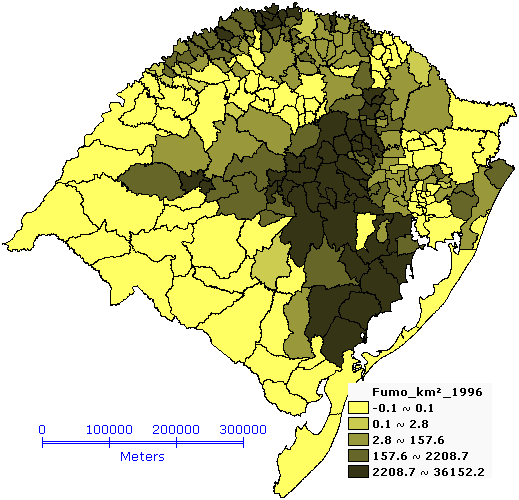 Fumo_km²_1996
-0.1 ~ 0.1
0.1 ~ 2.8
2.8 ~ 157.6
157.6 ~ 2208.7
2208.7 ~ 36152.2
0 100000 200000 300000
Meters